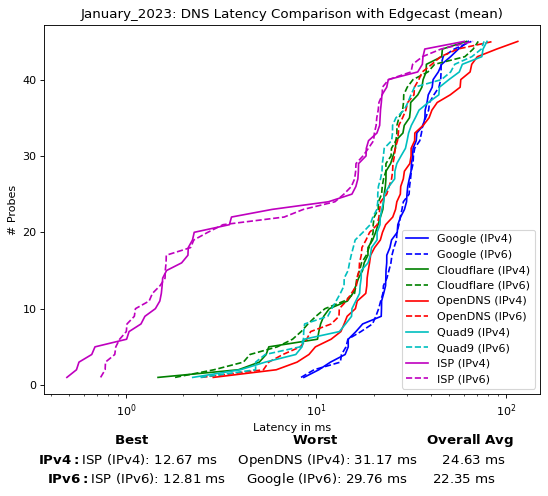 January_2023: DNS Latency Comparison with Edgecast (mean)
# Probes
40
30
20
10
0
Google (IPv4)
Google (IPv6)
Cloudflare (IPv4)
Cloudflare (IPv6)
OpenDNS (IPv4)
OpenDNS (IPv6)
Quad9 (IPv4)
Quad9 (IPv6)
ISP (IPv4)
ISP (IPv6)
10⁰ 10¹ 10²
Latency in ms
Best Worst Overall Avg
IPv4: ISP (IPv4): 12.67 ms OpenDNS (IPv4): 31.17 ms 24.63 ms
IPv6: ISP (IPv6): 12.81 ms Google (IPv6): 29.76 ms 22.35 ms